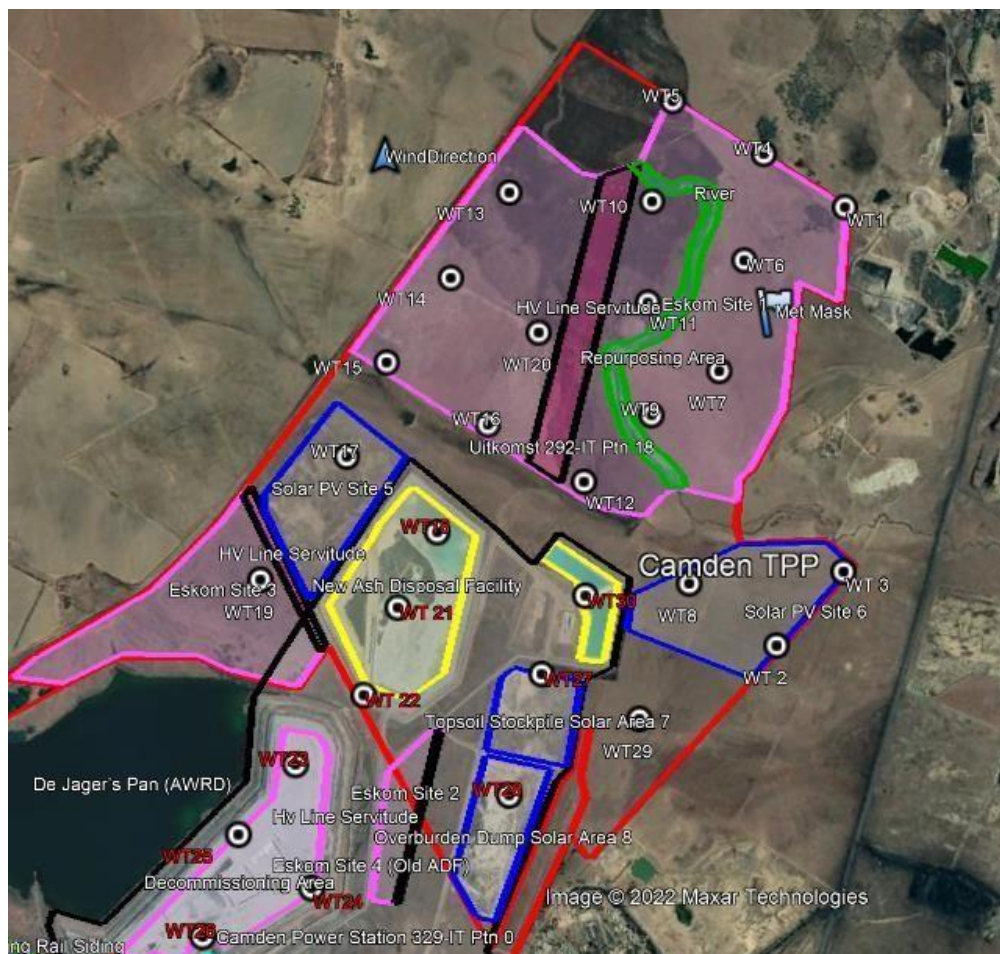 WT5
WT4
WindDirection
River
WT13
WT10
WT1
WT6
WT14
HV Line Servitude
Eskom Site 1
Met Mask
WT11
WT20
Repurposing Area
WT15
WT7
WT9
WT16
Uitkomst 292-IT Ptn 18
WT17
Solar PV Site 5
WT12
WT18
HV Line Servitude
Camden TPP
New Ash Disposal Facility
Eskom Site 3
WT 3
WT30
WT19
WT 21
WT8
Solar PV Site 6
WT27
WT 2
WT 22
Topsoil Stockpile Solar Area 7
WT29
WT23
De Jager's Pan (AWRD)
Eskom Site 2
Hv Line Servitude
Overburden Dump Solar Area 8
WT25
Eskom Site 4 (Old ADF)
Decommissioning Area
WT24
Image © 2022 Maxar Technologies
Camden Power Station 329-IT Ptn 0
ng Rail Siding